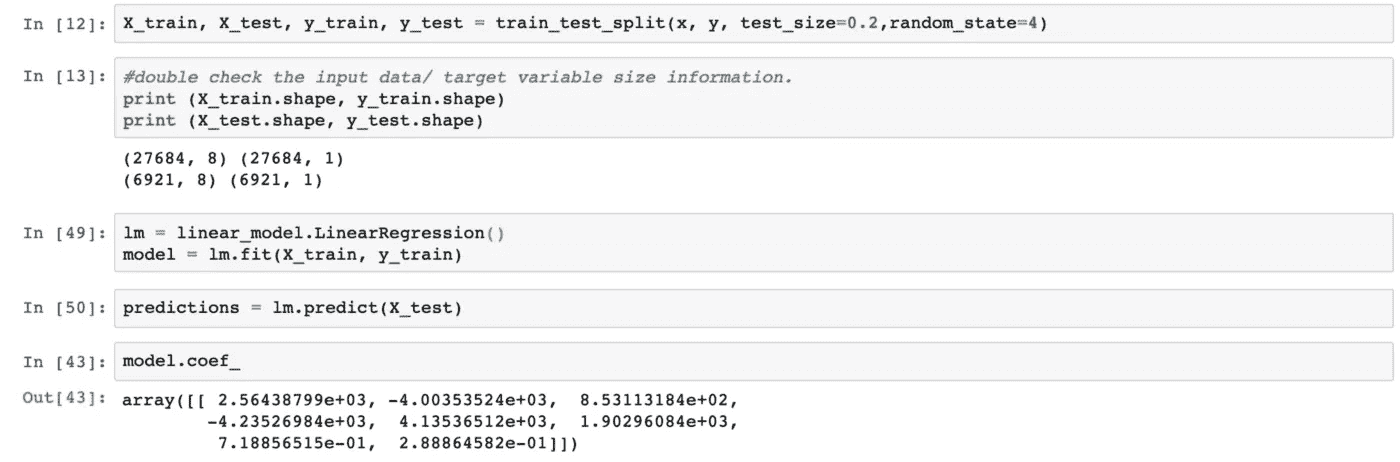 In [12]: X_train, X_test, y_train, y_test = train_test_split(x, y, test_size=0.2,random_state=4)
In [13]: #double check the input data/ target variable size information.
print (X_train.shape, y_train.shape)
print (X_test.shape, y_test.shape)
(27684, 8) (27684, 1)
(6921, 8) (6921, 1)
In [49]: lm = linear_model.LinearRegression()
model = lm.fit(X_train, y_train)
In [50]: predictions = lm.predict(X_test)
In [43]: model.coef_
Out[43]: array([[ 2.56438799e+03, -4.00353524e+03,  8.53113184e+02,
-4.23526984e+03,  4.13536512e+03,  1.90296084e+03,
7.18856515e-01,  2.88864582e-01]])